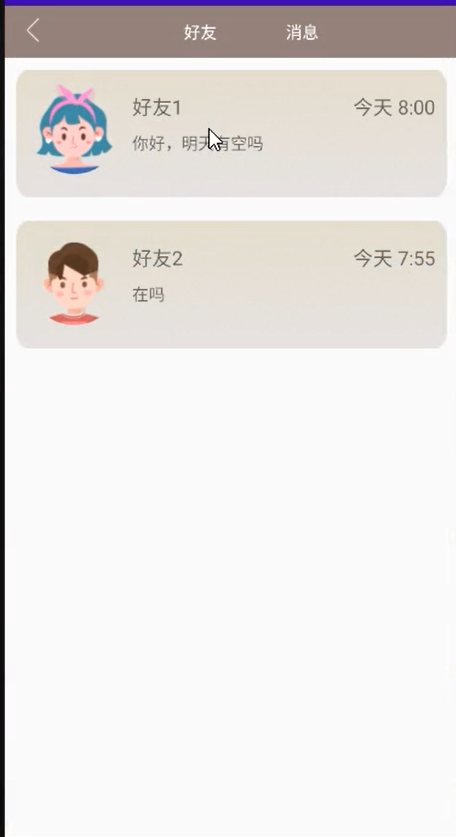 好友 消息
好友1 今天 8:00
你好，明天有空吗
好友2 今天 7:55
在吗